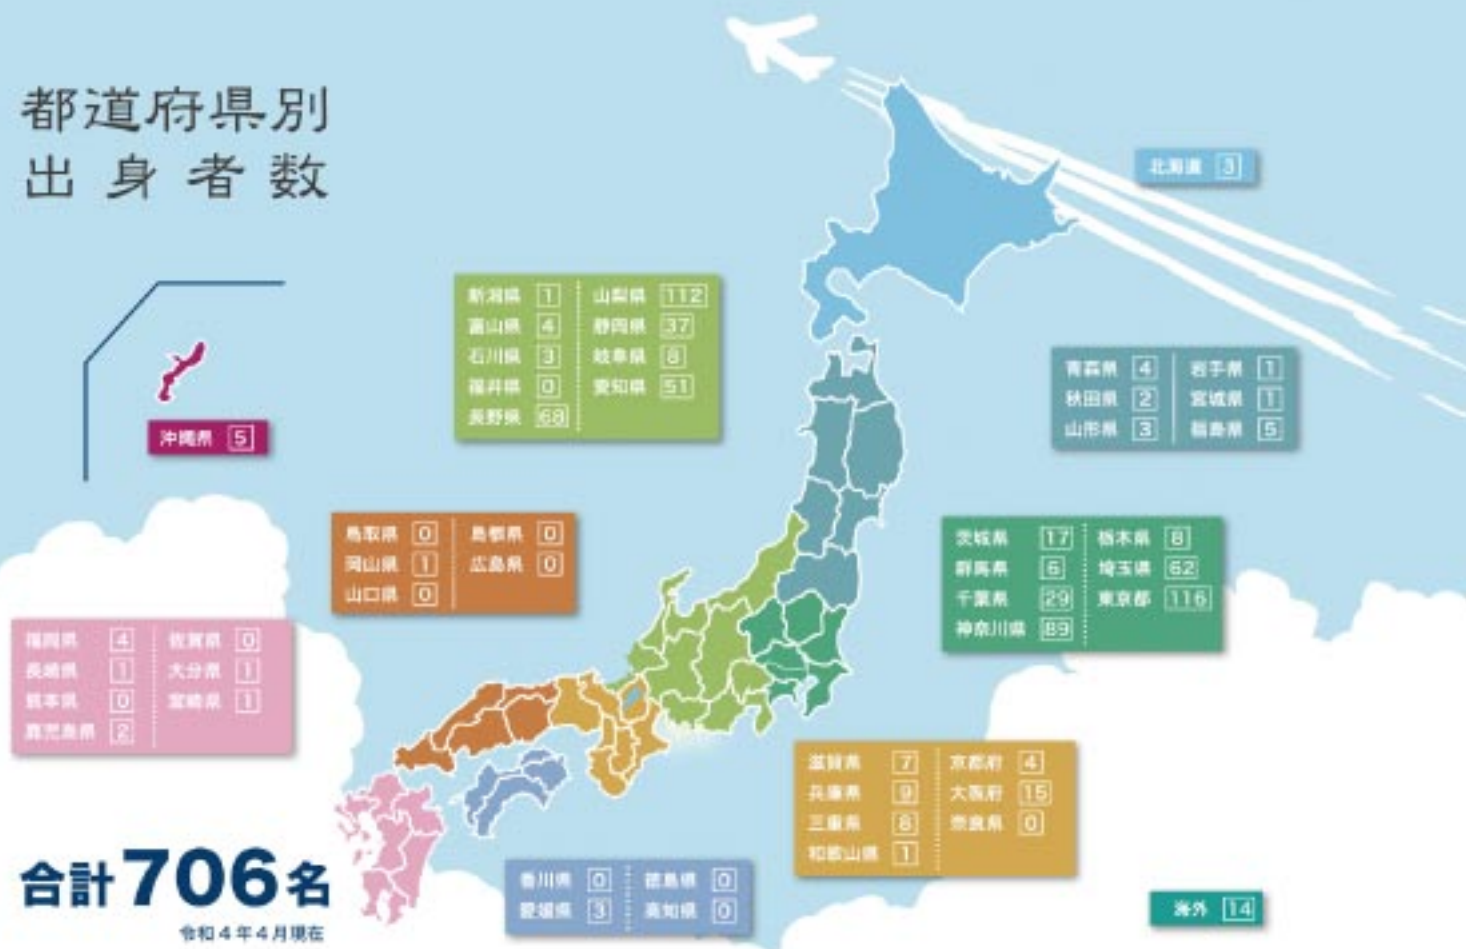 都道府県別
出身者数
北海道 3
新潟県 1 山梨県 112
富山県 4 静岡県 37
石川県 3 岐阜県 8
福井県 0 愛知県 51
長野県 68
青森県 4 岩手県 1
秋田県 2 宮城県 1
山形県 3 福島県 5
沖縄県 5
鳥取県 0 島根県 0
岡山県 1 広島県 0
山口県 0
茨城県 17 栃木県 8
群馬県 6 埼玉県 62
千葉県 29 東京都 116
神奈川県 89
福岡県 4 佐賀県 0
長崎県 1 大分県 1
熊本県 0 宮崎県 1
鹿児島県 2
滋賀県 7 京都府 4
兵庫県 9 大阪府 15
三重県 8 奈良県 0
和歌山県 1
香川県 0 徳島県 0
愛媛県 3 高知県 0
海外 14
合計706名
令和4年4月現在